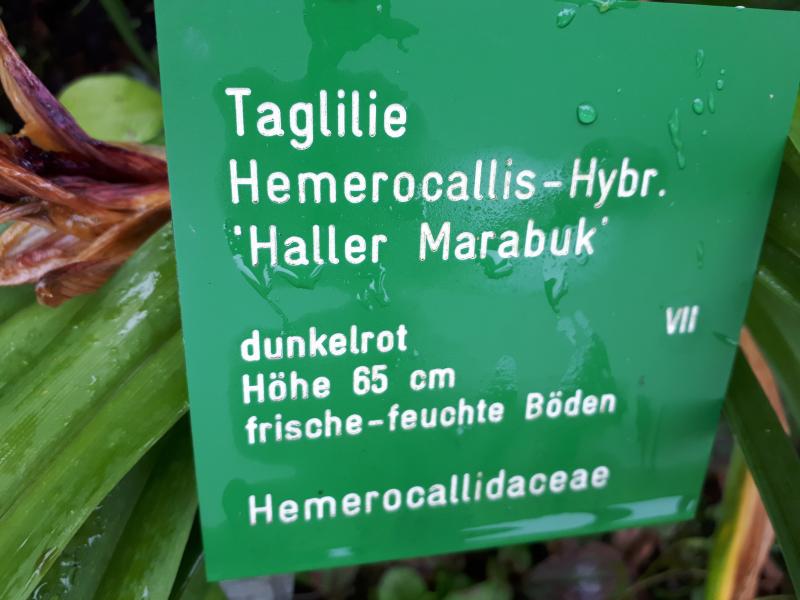 Taglilie
Hemerocallis-Hybr.
'Haller Marabuk'
dunkelrot
VII
Höhe 65 cm
frische-feuchte Böden
Hemerocallidaceae